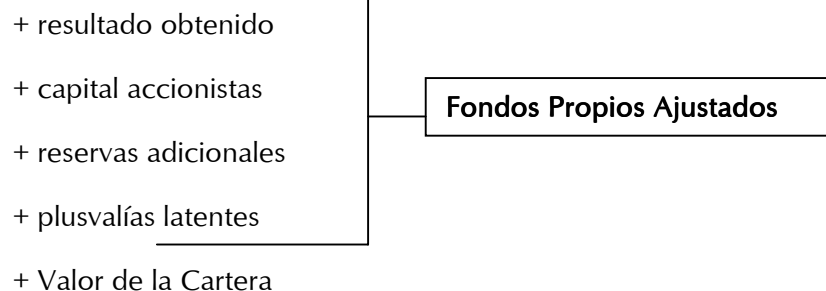 + resultado obtenido
+ capital accionistas
Fondos Propios Ajustados
+ reservas adicionales
+ plusvalías latentes
+ Valor de la Cartera